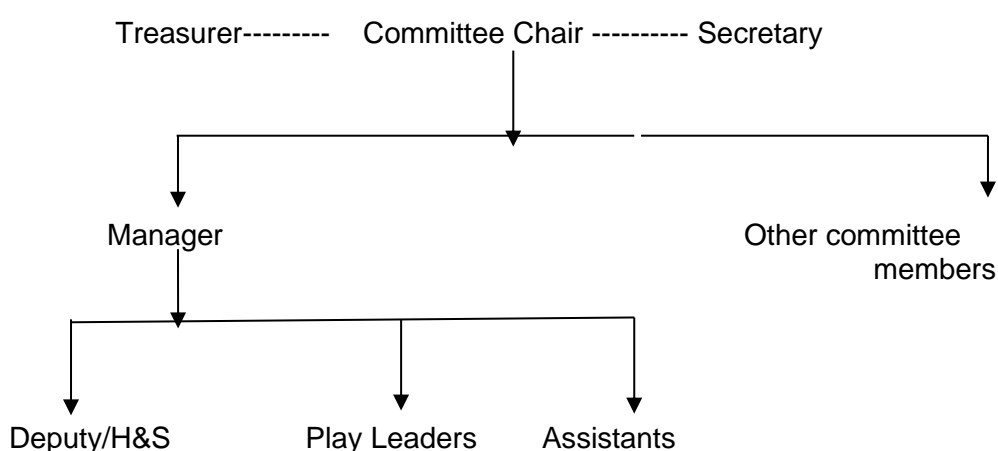 Treasurer--------- Committee Chair ---------- Secretary
Manager
Other committee
members
Deputy/H&S Play Leaders Assistants